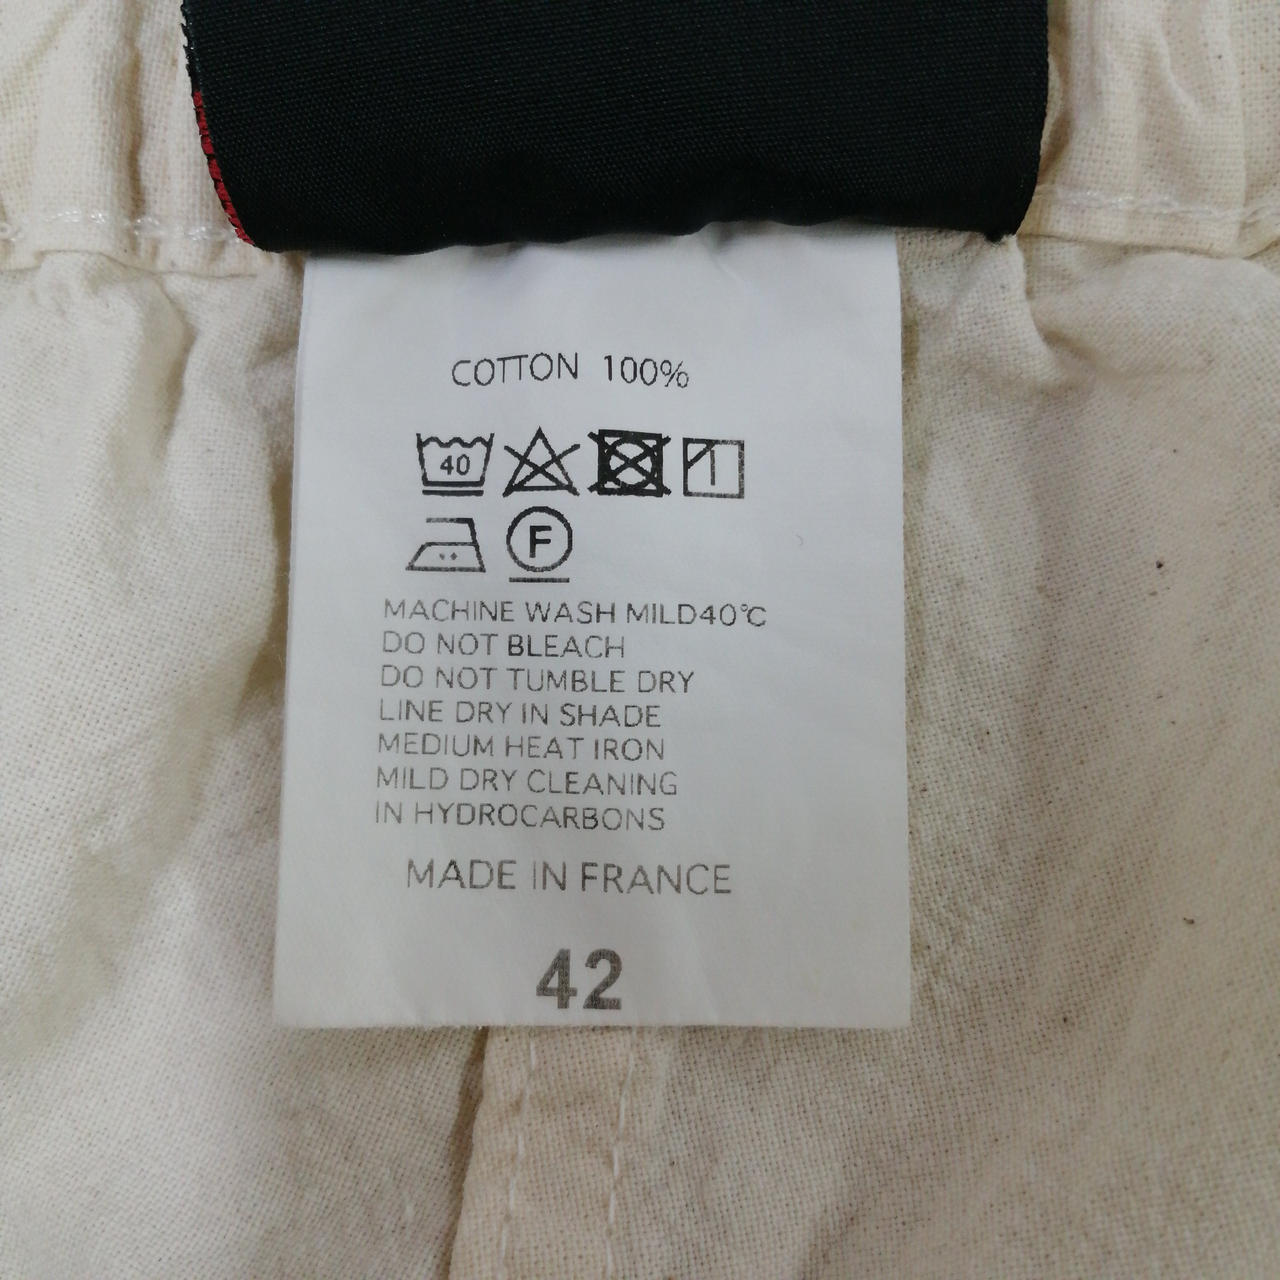 COTTON 100%
40
F
MACHINE WASH MILD40℃
DO NOT BLEACH
DO NOT TUMBLE DRY
LINE DRY IN SHADE
MEDIUM HEAT IRON
MILD DRY CLEANING
IN HYDROCARBONS
MADE IN FRANCE
42